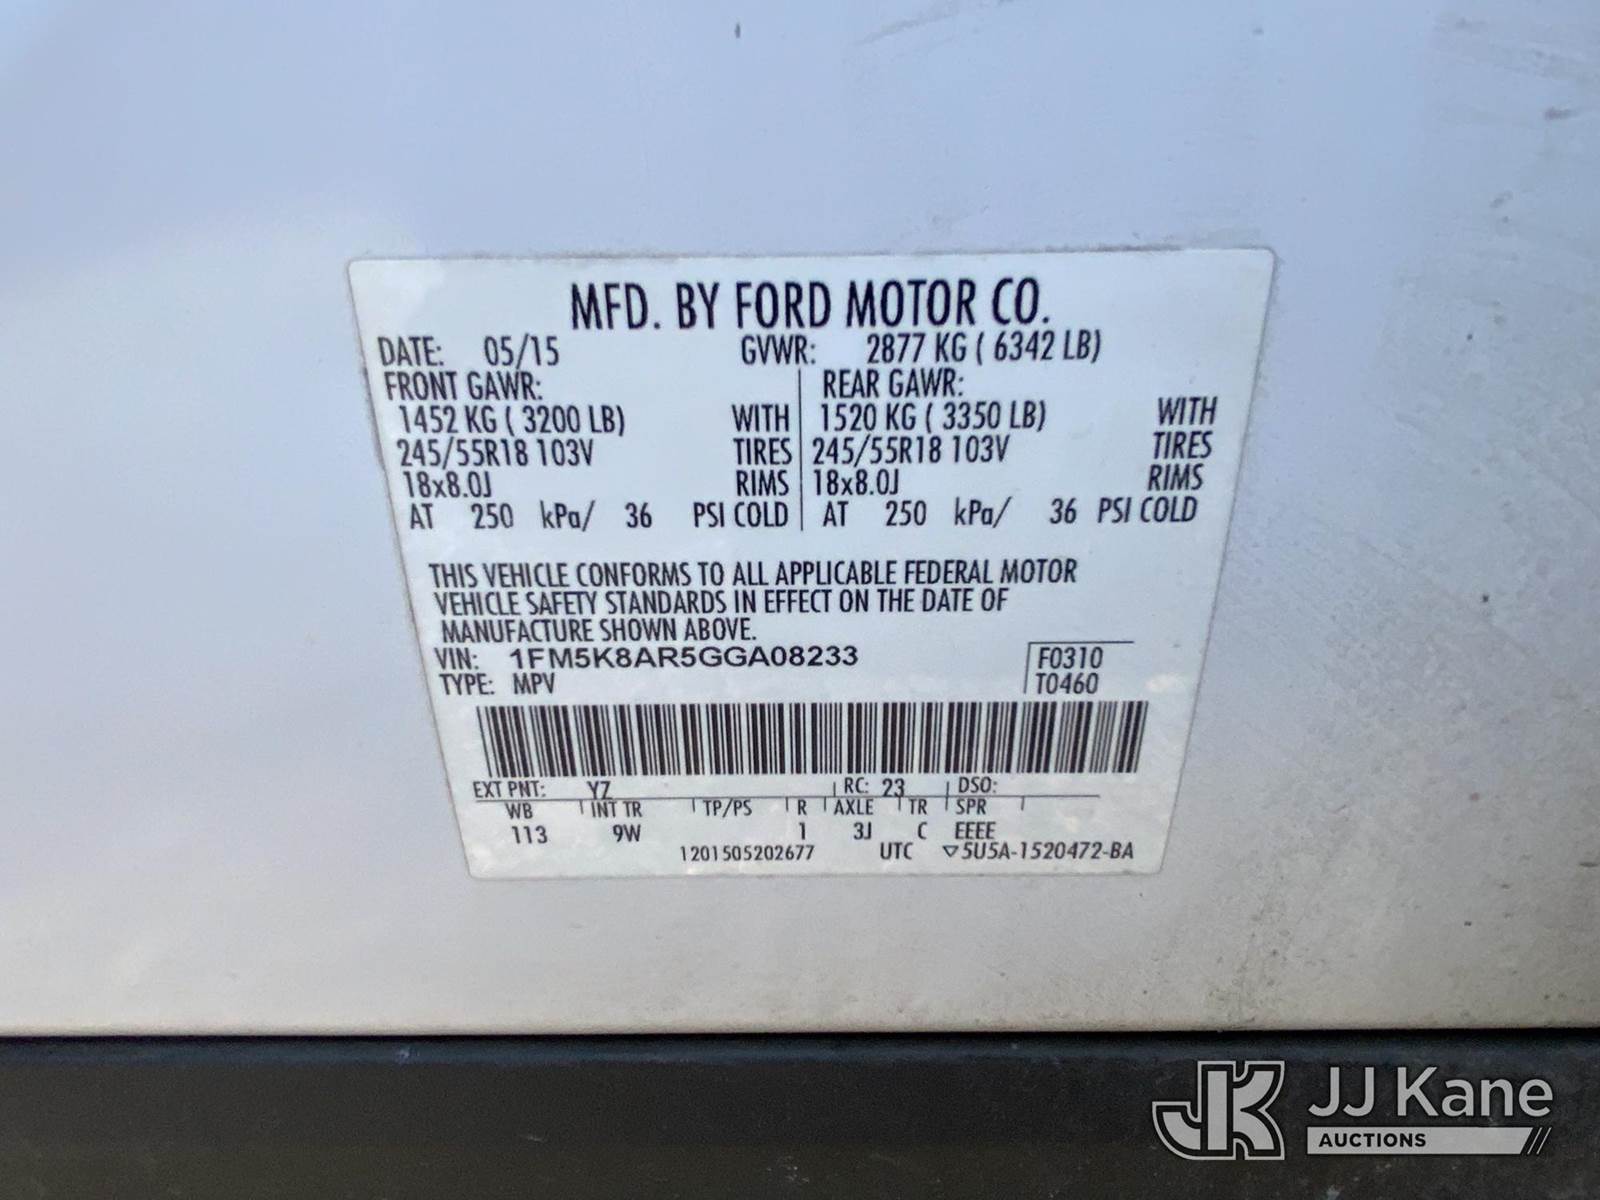 MFD. BY FORD MOTOR CO.
DATE: 05/15 GVWR: 2877 KG ( 6342 LB)
FRONT GAWR: REAR GAWR:
1452 KG ( 3200 LB) WITH 1520 KG ( 3350 LB) WITH
245/55R18 103V TIRES 245/55R18 103V TIRES
18x8.0J RIMS 18x8.0J RIMS
AT 250 kPa/ 36 PSI COLD AT 250 kPa/ 36 PSI COLD
THIS VEHICLE CONFORMS TO ALL APPLICABLE FEDERAL MOTOR
VEHICLE SAFETY STANDARDS IN EFFECT ON THE DATE OF
MANUFACTURE SHOWN ABOVE.
VIN: 1FM5K8AR5GGA08233 F0310
TYPE: MPV T0460
EXT PNT: YZ RC: 23 DSO:
WB INT TR TP/PS R AXLE TR SPR
113 9W 1 3J C EEEE
1201505202677 UTC ▽5U5A-1520472-BA
JK JJ Kane
AUCTIONS